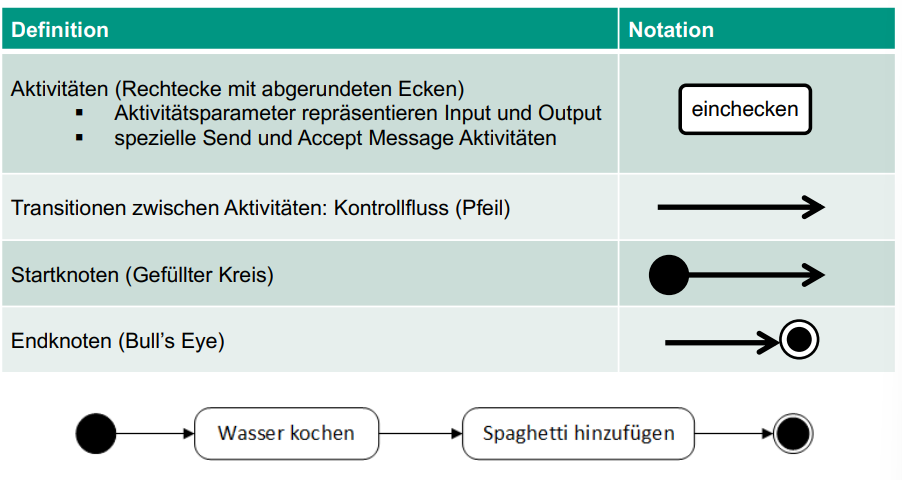 Definition
Notation
Aktivitäten (Rechtecke mit abgerundeten Ecken)
▪ Aktivitätsparameter repräsentieren Input und Output
▪ spezielle Send und Accept Message Aktivitäten
einchecken
Transitionen zwischen Aktivitäten: Kontrollfluss (Pfeil)
Startknoten (Gefüllter Kreis)
Endknoten (Bull’s Eye)
Wasser kochen
Spaghetti hinzufügen